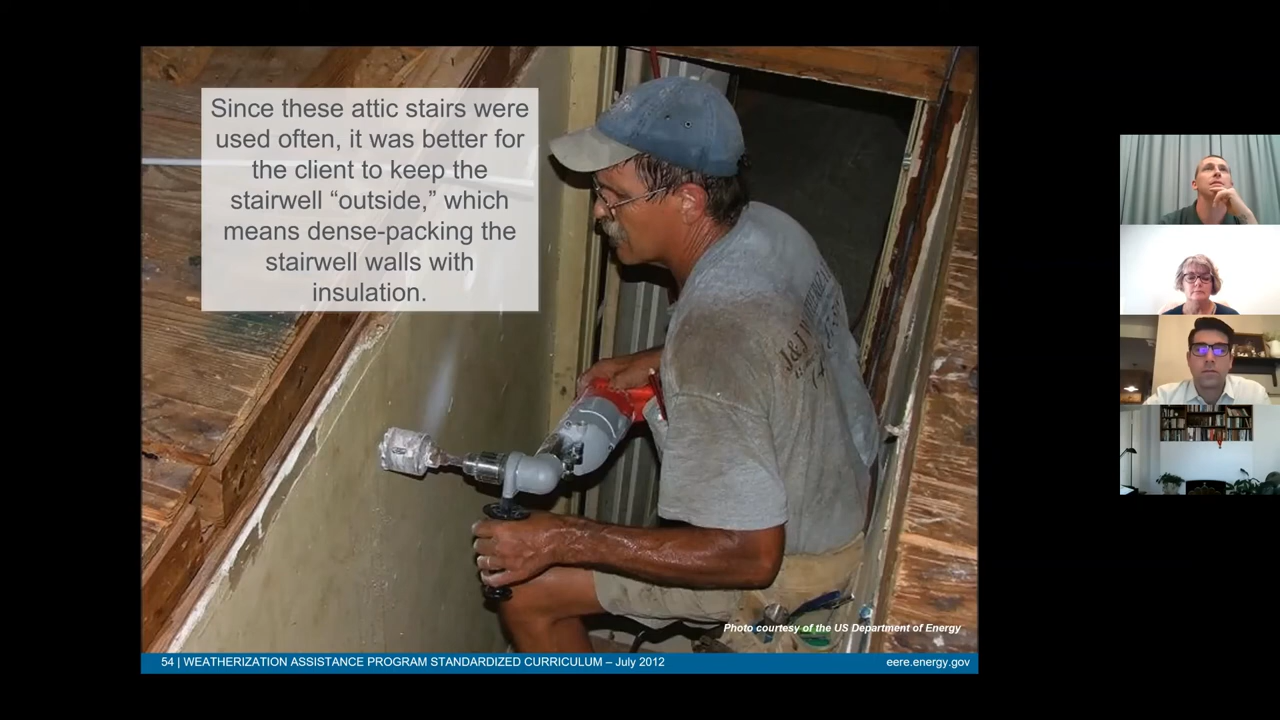 Since these attic stairs were
used often, it was better for
the client to keep the
stairwell “outside,” which
means dense-packing the
stairwell walls with
insulation.
J&J
Photo courtesy of the US Department of Energy
54 | WEATHERIZATION ASSISTANCE PROGRAM STANDARDIZED CURRICULUM – July 2012
eere.energy.gov